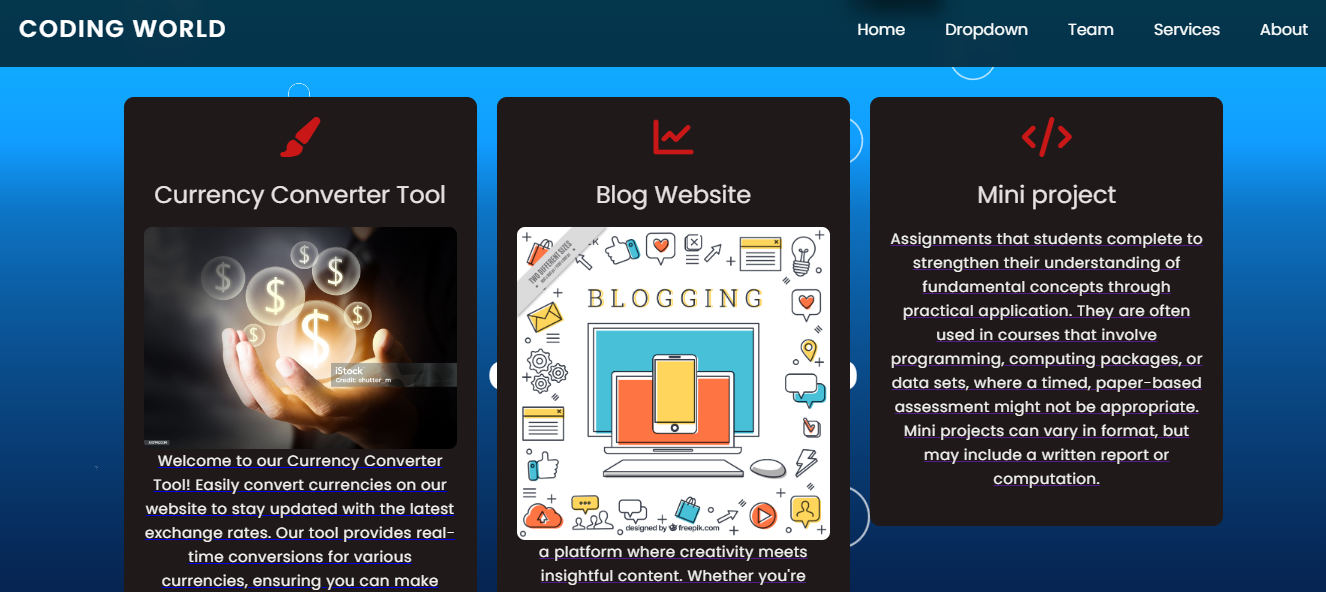 CODING WORLD
Home Dropdown Team Services About
Currency Converter Tool
iStock
Credit: shutter_m
Welcome to our Currency Converter
Tool! Easily convert currencies on our
website to stay updated with the latest
exchange rates. Our tool provides real-
time conversions for various
currencies, ensuring you can make
Blog Website
TWO DIFFERENT SIZES
BLOGGING
designed by freepik.com
a platform where creativity meets
insightful content. Whether you're
Mini project
Assignments that students complete to
strengthen their understanding of
fundamental concepts through
practical application. They are often
used in courses that involve
programming, computing packages, or
data sets, where a timed, paper-based
assessment might not be appropriate.
Mini projects can vary in format, but
may include a written report or
computation.